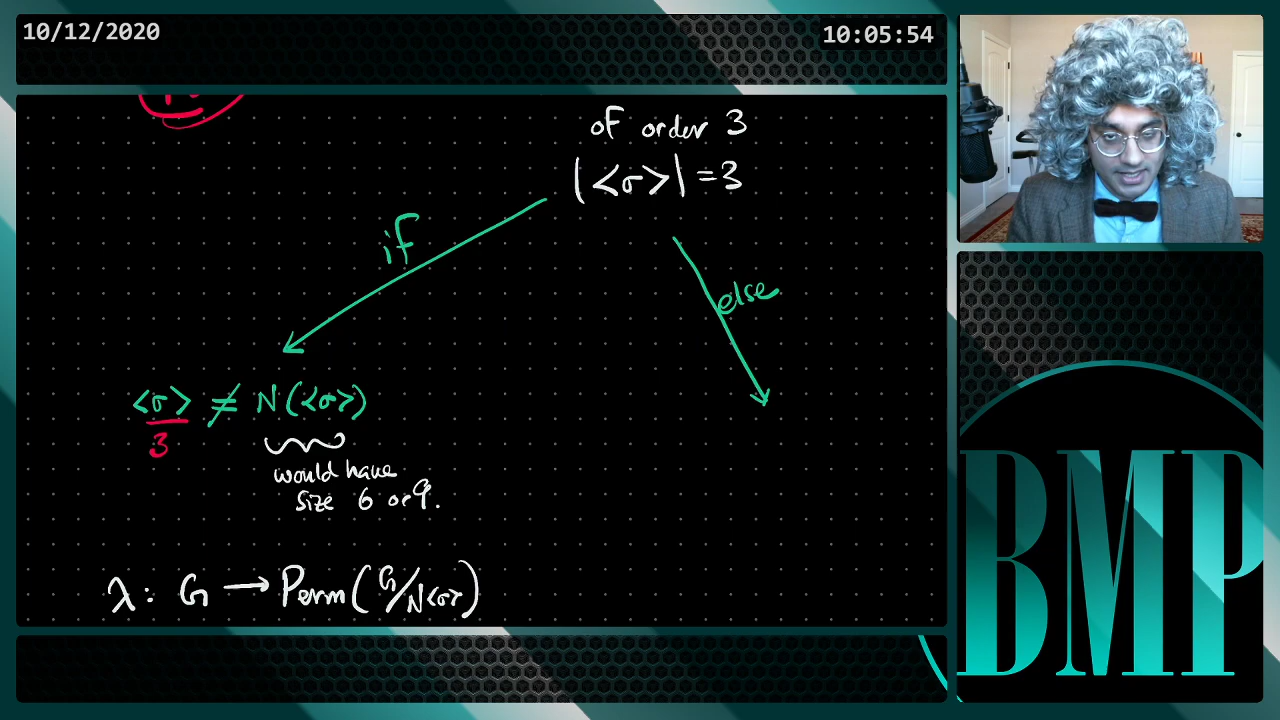 10/12/2020
10:05:54
of order 3
|<σ>| = 3
if
else
<σ> ≠ N(<σ>)
3
would have
size 6 or 9.
λ: G → Perm(G/N<σ>)
BMP